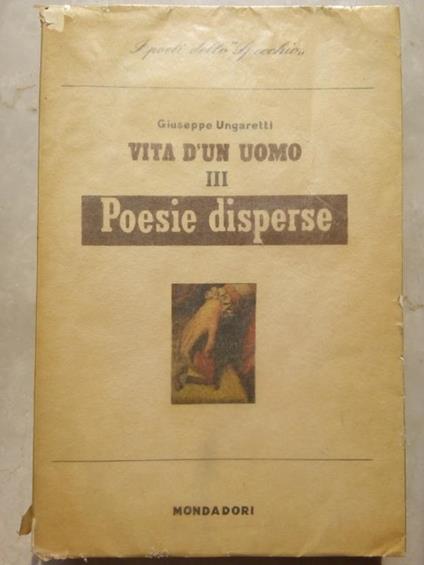 I poeti dello "Specchio„
Giuseppe Ungaretti
VITA D'UN UOMO
III
Poesie disperse
MONDADORI